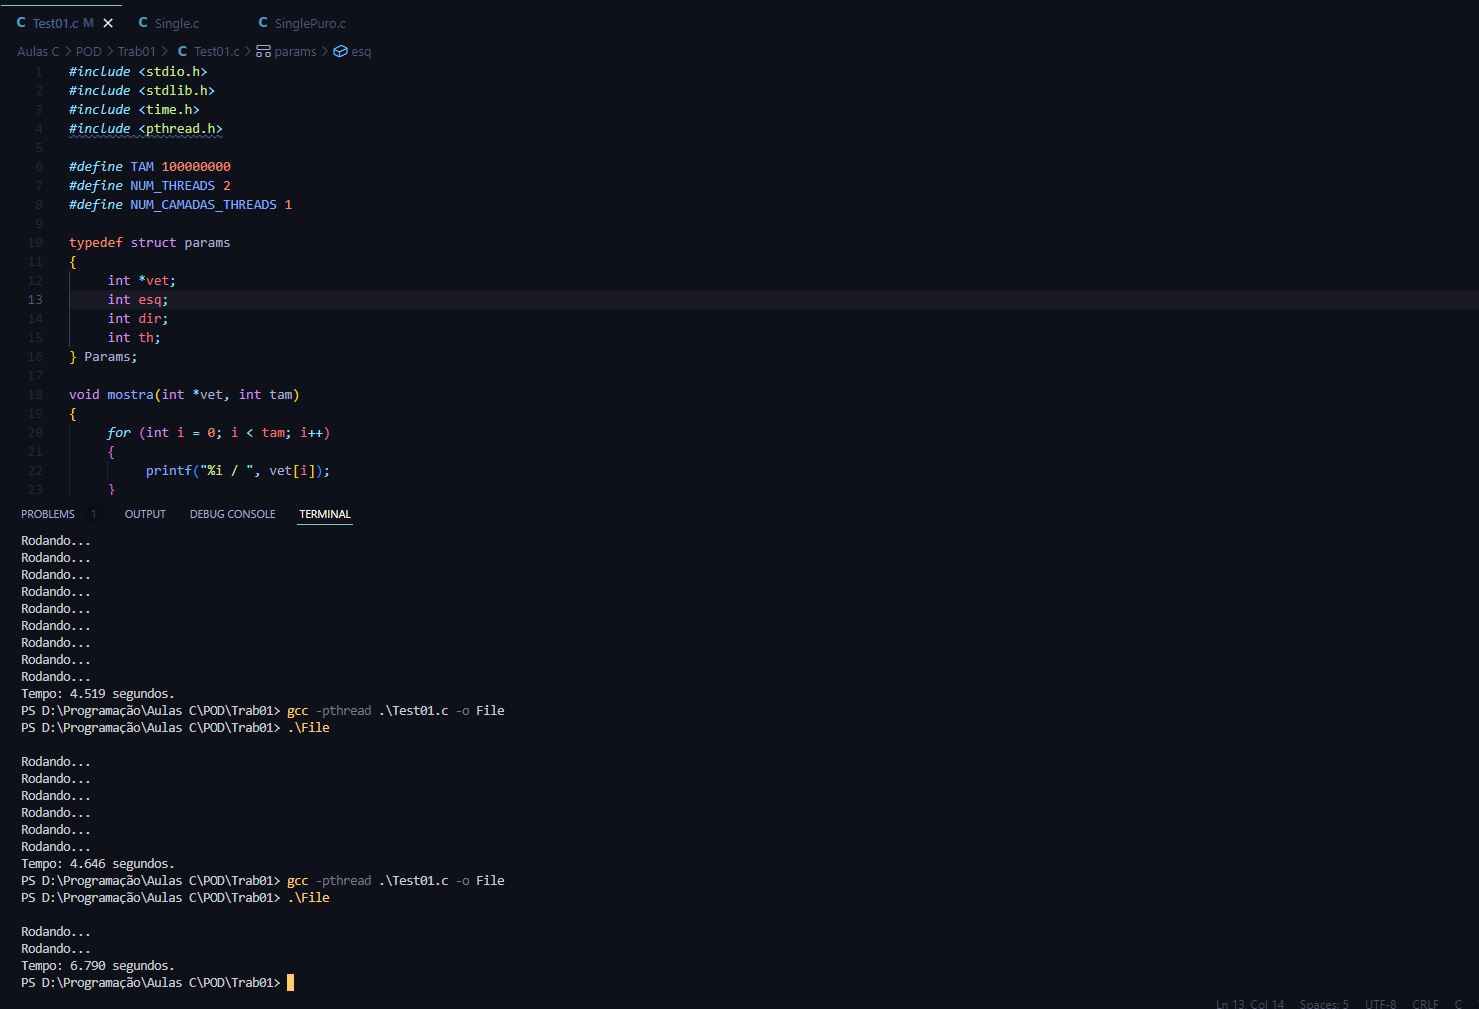 Test01.c M
Single.c
SinglePuro.c
Aulas C > POD > Trab01 > Test01.c > params > esq
1 #include <stdio.h>
2 #include <stdlib.h>
3 #include <time.h>
4 #include <pthread.h>
5
6 #define TAM 100000000
7 #define NUM_THREADS 2
8 #define NUM_CAMADAS_THREADS 1
9
10 typedef struct params
11 {
12 int *vet;
13 int esq;
14 int dir;
15 int th;
16 } Params;
17
18 void mostra(int *vet, int tam)
19 {
20 for (int i = 0; i < tam; i++)
21 {
22 printf("%i / ", vet[i]);
23 }
PROBLEMS 1 OUTPUT DEBUG CONSOLE TERMINAL
Rodando...
Rodando...
Rodando...
Rodando...
Rodando...
Rodando...
Rodando...
Rodando...
Rodando...
Tempo: 4.519 segundos.
PS D:\Programação\Aulas C\POD\Trab01> gcc -pthread .\Test01.c -o File
PS D:\Programação\Aulas C\POD\Trab01> .\File
Rodando...
Rodando...
Rodando...
Rodando...
Rodando...
Rodando...
Tempo: 4.646 segundos.
PS D:\Programação\Aulas C\POD\Trab01> gcc -pthread .\Test01.c -o File
PS D:\Programação\Aulas C\POD\Trab01> .\File
Rodando...
Rodando...
Tempo: 6.790 segundos.
PS D:\Programação\Aulas C\POD\Trab01>
Ln 13, Col 14 Spaces: 5 UTF-8 CRLF C